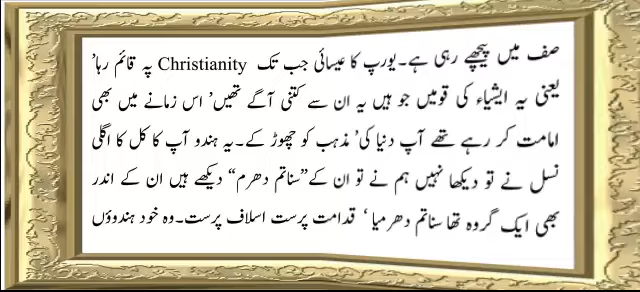 صف میں پیچھے رہی ہے۔یورپ کا عیسائی جب تک Christianity پہ قائم رہا'
یعنی یہ ایشیاء کی قومیں جو ہیں یہ ان سے کتنی آگے تھیں' اس زمانے میں بھی
امامت کر رہے تھے آپ دنیا کی' مذہب کو چھوڑ کے۔یہ ہندو آپ کا کل کا اگلی
نسل نے تو دیکھا نہیں ہم نے تو ان کے”سناتم دھرم“ دیکھے ہیں ان کے اندر
بھی ایک گروہ تھا سناتم دھرمیا ‘ قدامت پرست اسلاف پرست۔وہ خود ہندوؤں